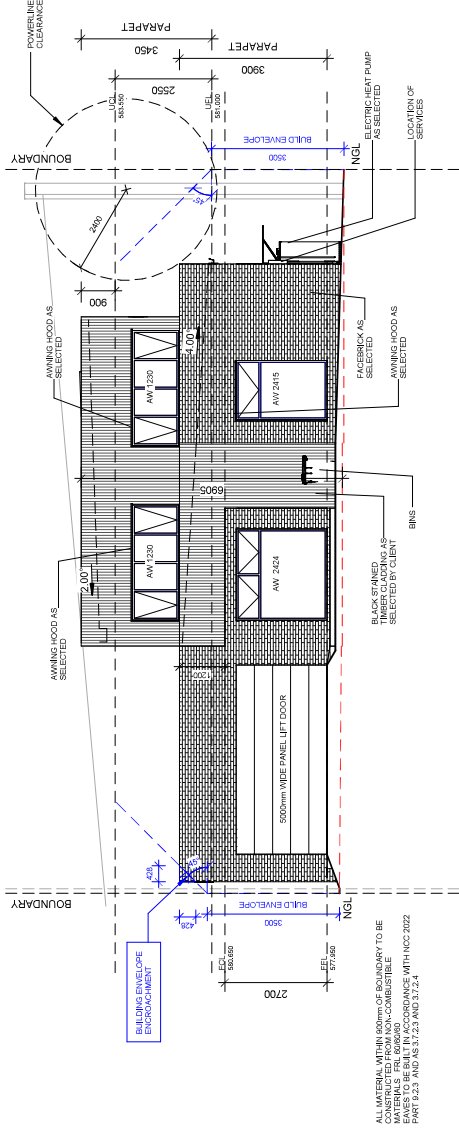 POWERLINE
CLEARANCE
PARAPET
3450
PARAPET
3900
2550
UCL
583.550
UFL
581.000
BOUNDARY
BUILD ENVELOPE
3500
NGL
ELECTRIC HEAT PUMP
AS SELECTED
LOCATION OF
SERVICES
2400
45°
900
AWNING HOOD AS
SELECTED
AW 1230
4.00°
AW 2415
FACEBRICK AS
SELECTED
AWNING HOOD AS
SELECTED
6905
BINS
BLACK STAINED
TIMBER CLADDING AS
SELECTED BY CLIENT
AWNING HOOD AS
SELECTED
2.00°
AW 1230
AW 2424
1200
5000mm WIDE PANEL LIFT DOOR
428
45°
428
BUILDING ENVELOPE
ENCROACHMENT
BOUNDARY
BUILD ENVELOPE
3500
NGL
FCL
580.650
FFL
577.950
2700
ALL MATERIAL WITHIN 900mm OF BOUNDARY TO BE
CONSTRUCTED FROM NON-COMBUSTIBLE
MATERIALS FRL 60/60/60
EAVES TO BE BUILT IN ACCORDANCE WITH NCC 2022
PART 9.2.3 AND AS 3.7.2.3 AND 3.7.2.4